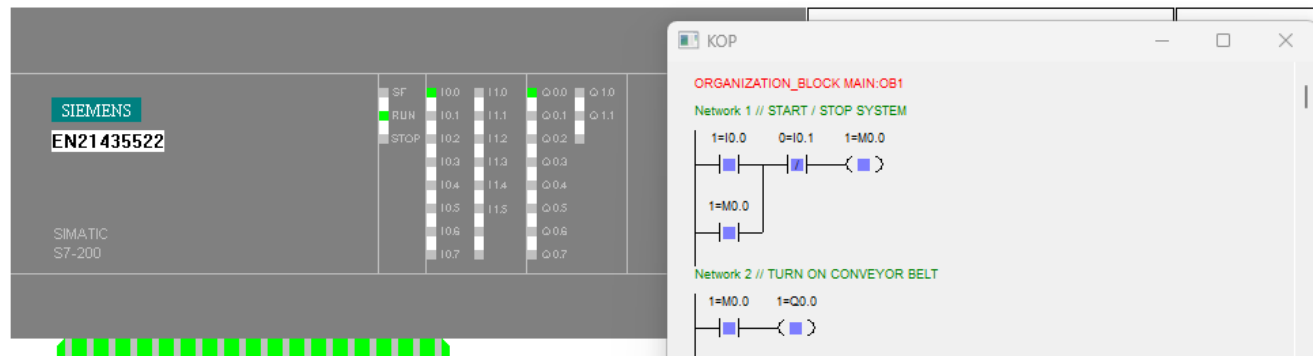 SIEMENS
EN21435522
SIMATIC
S7-200
SF
RUN
STOP
I0.0
I0.1
I0.2
I0.3
I0.4
I0.5
I0.6
I0.7
I1.0
I1.1
I1.2
I1.3
I1.4
I1.5
Q0.0
Q0.1
Q0.2
Q0.3
Q0.4
Q0.5
Q0.6
Q0.7
Q1.0
Q1.1
KOP
ORGANIZATION_BLOCK MAIN:OB1
Network 1 // START / STOP SYSTEM
1=I0.0 0=I0.1 1=M0.0
1=M0.0
Network 2 // TURN ON CONVEYOR BELT
1=M0.0 1=Q0.0